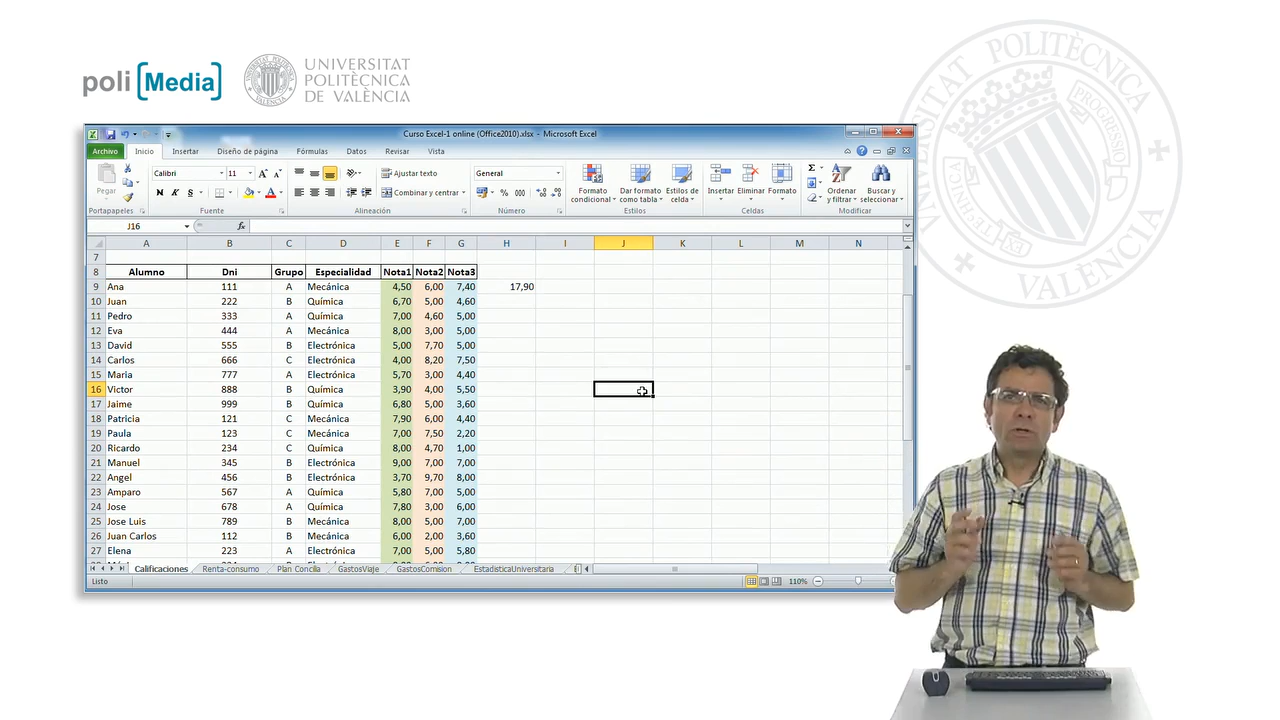 poli[Media]
UNIVERSITAT
POLITÈCNICA
DE VALÈNCIA
UNIVERSITAT POLITÈCNICA DE VALÈNCIA
Curso Excel-1 online (Office2010).xlsx - Microsoft Excel
Archivo Inicio Insertar Diseño de página Fórmulas Datos Revisar Vista
Calibri 11 Ajustar texto General
Pegar N K S Combinar y centrar % 000 Formato condicional Dar formato como tabla Estilos de celda Insertar Eliminar Formato Ordenar y filtrar Buscar y seleccionar
Portapapeles Fuente Alineación Número Estilos Celdas Modificar
J16 fx
A B C D E F G H I J K L M N
7
8 Alumno Dni Grupo Especialidad Nota1 Nota2 Nota3
9 Ana 111 A Mecánica 4,50 6,00 7,40 17,90
10 Juan 222 B Química 6,70 5,00 4,60
11 Pedro 333 A Química 7,00 4,60 5,00
12 Eva 444 A Mecánica 8,00 3,00 5,00
13 David 555 B Electrónica 5,00 7,70 5,00
14 Carlos 666 C Electrónica 4,00 8,20 7,50
15 Maria 777 A Electrónica 5,70 3,00 4,40
16 Victor 888 B Química 3,90 4,00 5,50
17 Jaime 999 B Química 6,80 5,00 3,60
18 Patricia 121 C Mecánica 7,90 6,00 4,40
19 Paula 123 C Mecánica 7,00 7,50 2,20
20 Ricardo 234 C Química 8,00 4,70 1,00
21 Manuel 345 B Electrónica 9,00 7,00 7,00
22 Angel 456 B Electrónica 3,70 9,70 8,00
23 Amparo 567 A Química 5,80 7,00 5,00
24 Jose 678 A Química 7,80 3,00 6,00
25 Jose Luis 789 B Mecánica 8,00 5,00 7,00
26 Juan Carlos 112 B Mecánica 6,00 2,00 3,60
27 Elena 223 A Electrónica 7,00 5,00 5,80
Calificaciones Renta-consumo Plan Concilia GastosViaje GastosComision EstadisticaUniversitaria
Listo 110%